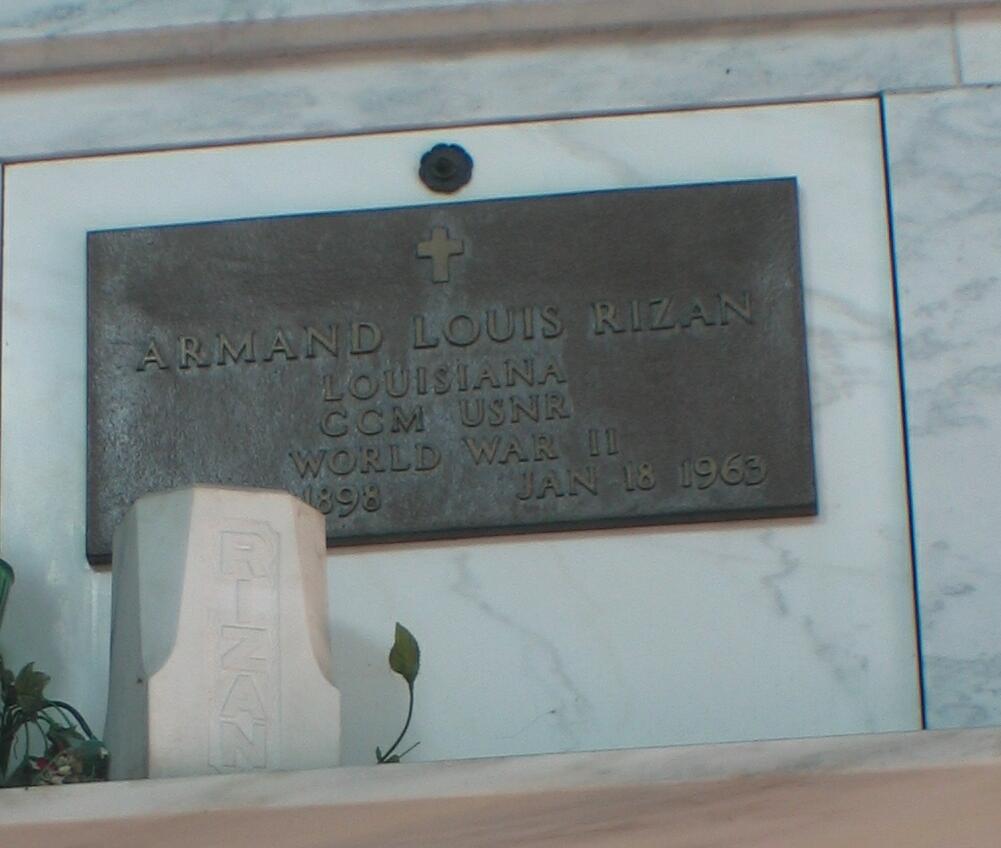 ARMAND LOUIS RIZAN
LOUISIANA
CCM USNR
WORLD WAR II
1898 JAN 18 1963
RIZAN